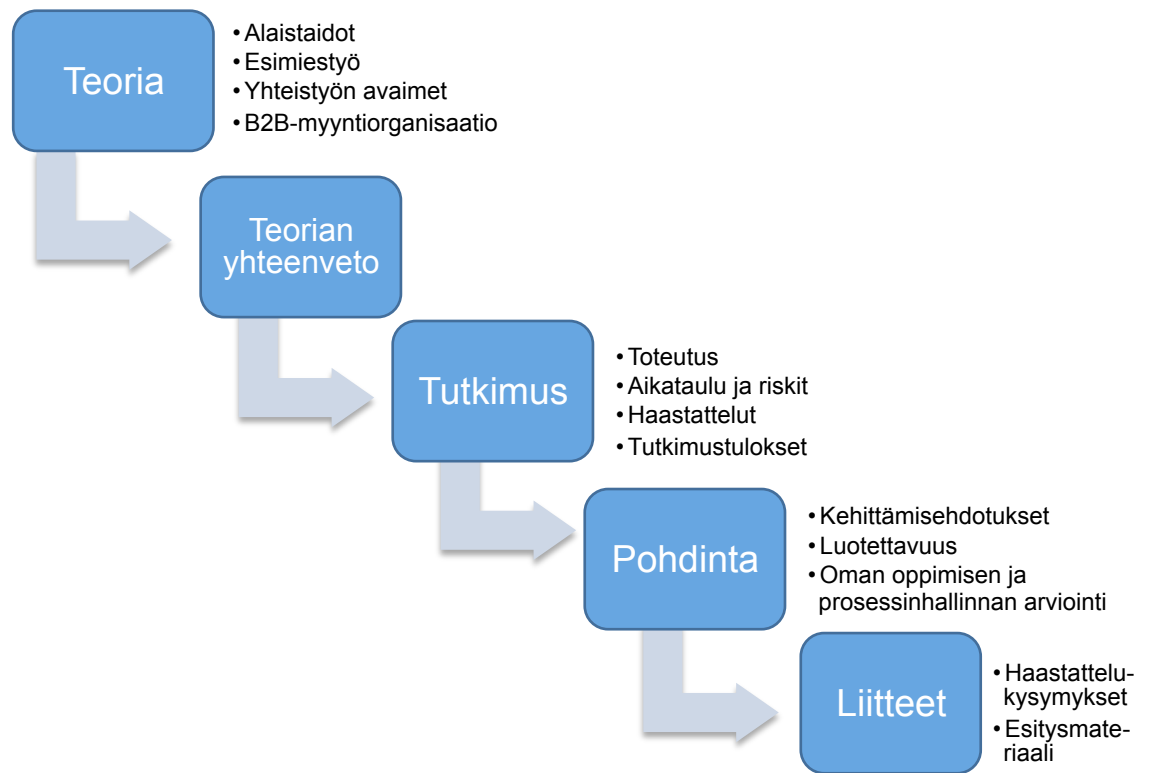 Teoria
• Alaistaidot
• Esimiestyö
• Yhteistyön avaimet
• B2B-myyntiorganisaatio
Teorian
yhteenveto
Tutkimus
• Toteutus
• Aikataulu ja riskit
• Haastattelut
• Tutkimustulokset
Pohdinta
• Kehittämisehdotukset
• Luotettavuus
• Oman oppimisen ja
prosessinhallinnan arviointi
Liitteet
• Haastattelu-
kysymykset
• Esitysmate-
riaali